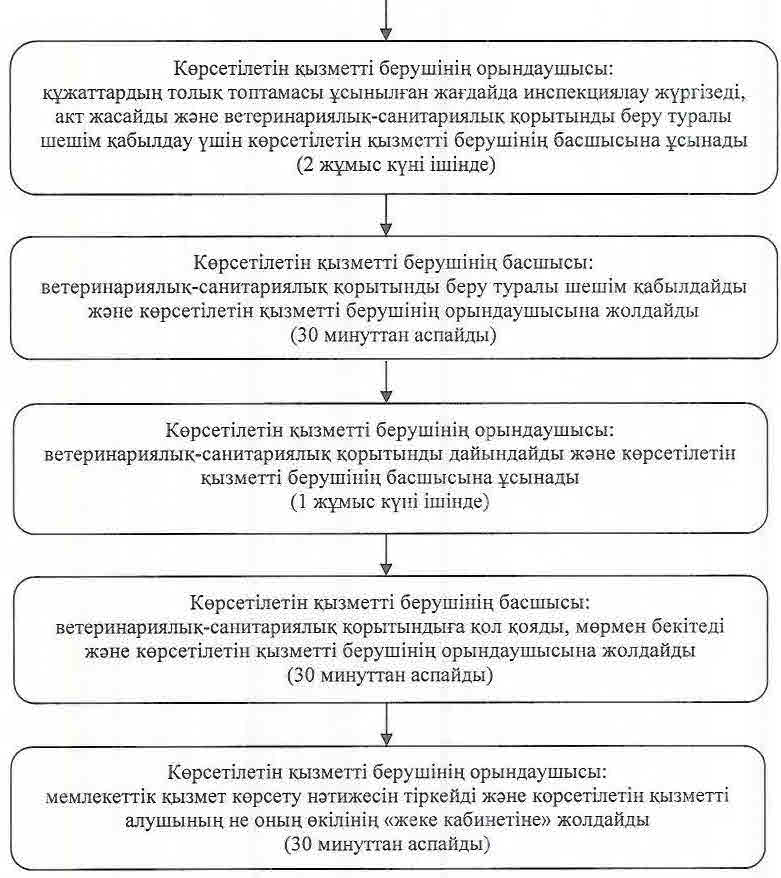 Көрсетілетін қызметті берушінің орындаушысы:
құжаттардың толық топтамасы ұсынылған жағдайда инспекциялау жүргізеді,
акт жасайды және ветеринариялық-санитариялық қорытынды беру туралы
шешім қабылдау үшін көрсетілетін қызметті берушінің басшысына ұсынады
(2 жұмыс күні ішінде)
Көрсетілетін қызметті берушінің басшысы:
ветеринариялық-санитариялық қорытынды беру туралы шешім қабылдайды
және көрсетілетін қызметті берушінің орындаушысына жолдайды
(30 минуттан аспайды)
Көрсетілетін қызметті берушінің орындаушысы:
ветеринариялық-санитариялық қорытынды дайындайды және көрсетілетін
қызметті берушінің басшысына ұсынады
(1 жұмыс күні ішінде)
Көрсетілетін қызметті берушінің басшысы:
ветеринариялық-санитариялық қорытындыға қол қояды, мөрмен бекітеді
және көрсетілетін қызметті берушінің орындаушысына жолдайды
(30 минуттан аспайды)
Көрсетілетін қызметті берушінің орындаушысы:
мемлекеттік қызмет көрсету нәтижесін тіркейді және көрсетілетін қызметті
алушының не оның өкілінің «жеке кабинетіне» жолдайды
(30 минуттан аспайды)